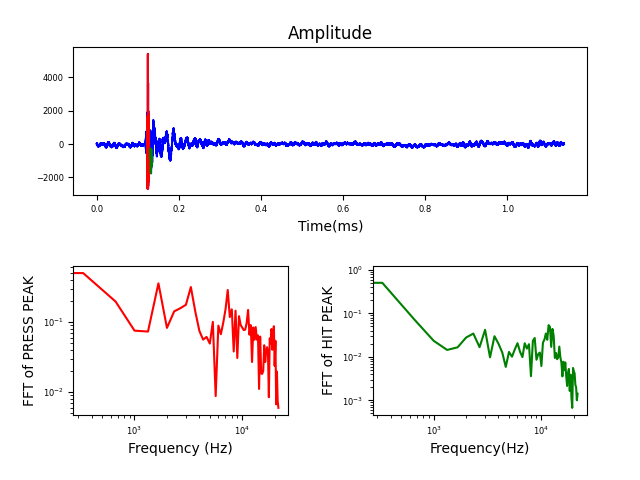 Amplitude
4000
2000
0
−2000
0.0 0.2 0.4 0.6 0.8 1.0
Time(ms)
FFT of PRESS PEAK
10⁻¹
10⁻²
10³ 10⁴
Frequency (Hz)
FFT of HIT PEAK
10⁰
10⁻¹
10⁻²
10⁻³
10³ 10⁴
Frequency(Hz)